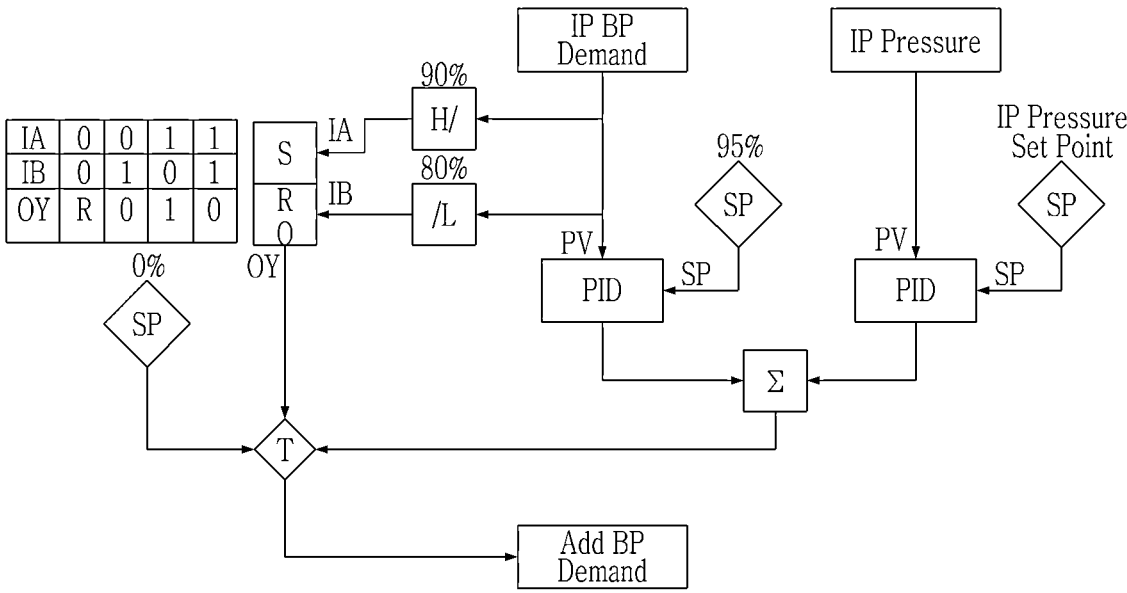 IP BP
Demand
IP Pressure
90%
H/
IA
IA 0 0 1 1
IB 0 1 0 1
OY R 0 1 0
S
R
O
80%
/L
IB
95%
SP
IP Pressure
Set Point
SP
OY
PV
PID
SP
PV
PID
SP
0%
SP
Σ
T
Add BP
Demand